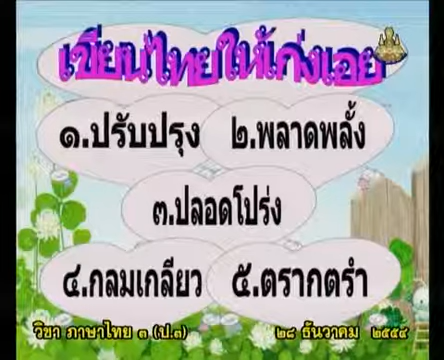 เขียนไทยให้เก่งเอย
๑.ปรับปรุง ๒.พลาดพลั้ง
๓.ปลอดโปร่ง
๔.กลมเกลียว ๕.ตรากตรำ
วิชา ภาษาไทย ๓ (ป.๓) ๒๘ ธันวาคม ๒๕๕๔